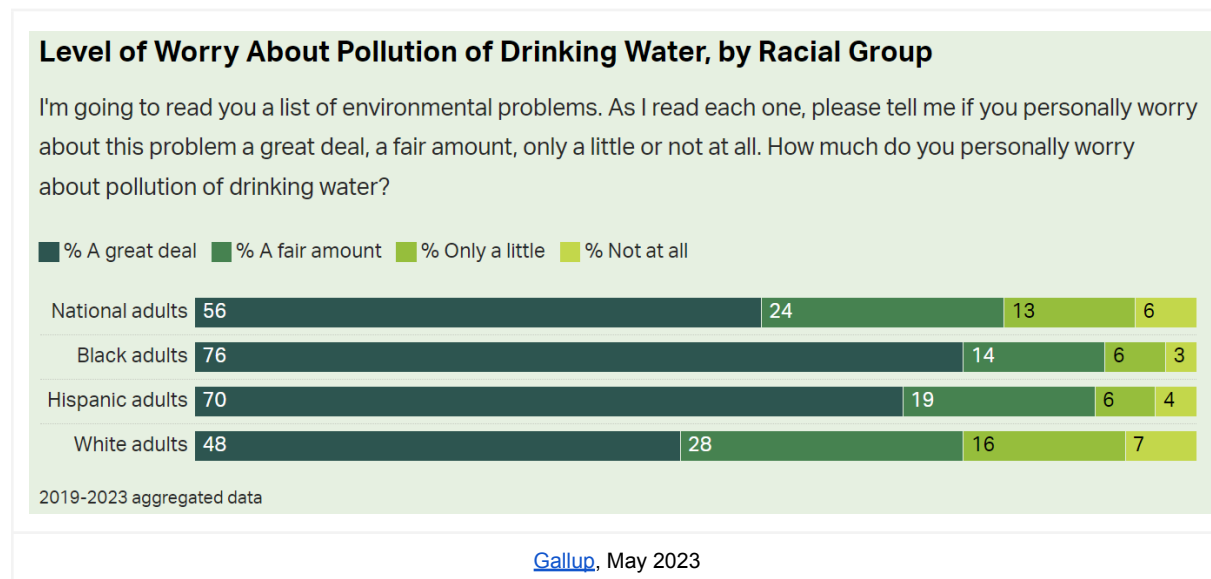 Level of Worry About Pollution of Drinking Water, by Racial Group
I'm going to read you a list of environmental problems. As I read each one, please tell me if you personally worry
about this problem a great deal, a fair amount, only a little or not at all. How much do you personally worry
about pollution of drinking water?
% A great deal % A fair amount % Only a little % Not at all
National adults 56 24 13 6
Black adults 76 14 6 3
Hispanic adults 70 19 6 4
White adults 48 28 16 7
2019-2023 aggregated data
Gallup, May 2023